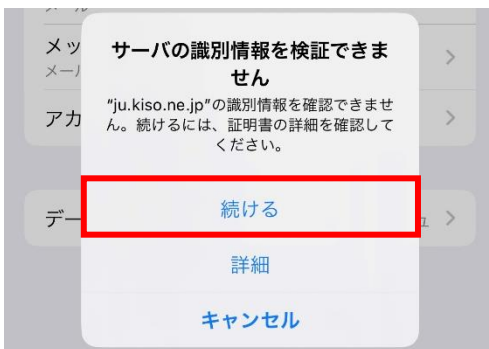 メッ
メール
アカ
デー
サーバの識別情報を検証できま
せん
"ju.kiso.ne.jp"の識別情報を確認できませ
ん。続けるには、証明書の詳細を確認して
ください。
続ける
詳細
キャンセル